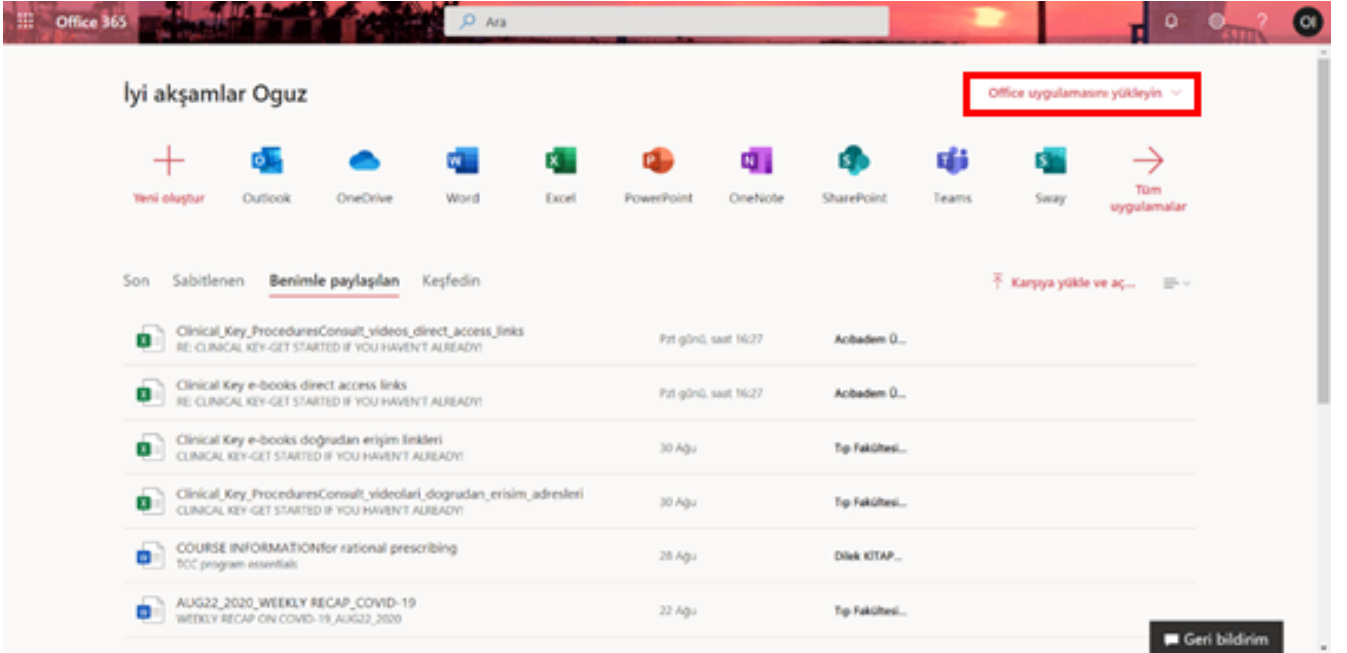 Office 365
Ara
?
OI
İyi akşamlar Oguz
Office uygulamasını yükleyin
Yeni oluştur
Outlook
OneDrive
Word
Excel
PowerPoint
OneNote
SharePoint
Teams
Sway
Tüm
uygulamalar
Son Sabitlenen Benimle paylaşılan Keşfedin
Karşıya yükle ve aç...
Clinical_Key_ProceduresConsult_videos_direct_access_links
RE: CLINICAL KEY-GET STARTED IF YOU HAVEN'T ALREADY!
Pzt günü, saat 16:27
Acibadem Ü...
Clinical Key e-books direct access links
RE: CLINICAL KEY-GET STARTED IF YOU HAVEN'T ALREADY!
Pzt günü, saat 16:27
Acibadem Ü...
Clinical Key e-books doğrudan erişim linkleri
CLINICAL KEY-GET STARTED IF YOU HAVEN'T ALREADY!
30 Ağu
Tıp Fakültesi...
Clinical_Key_ProceduresConsult_videolari_dogrudan_erisim_adresleri
CLINICAL KEY-GET STARTED IF YOU HAVEN'T ALREADY!
30 Ağu
Tıp Fakültesi...
COURSE INFORMATIONfor rational prescribing
TCC program essentials
28 Ağu
Dilek KİTAP...
AUG22_2020_WEEKLY RECAP_COVID-19
WEEKLY RECAP ON COVID-19_AUG22_2020
22 Ağu
Tıp Fakültesi...
Geri bildirim